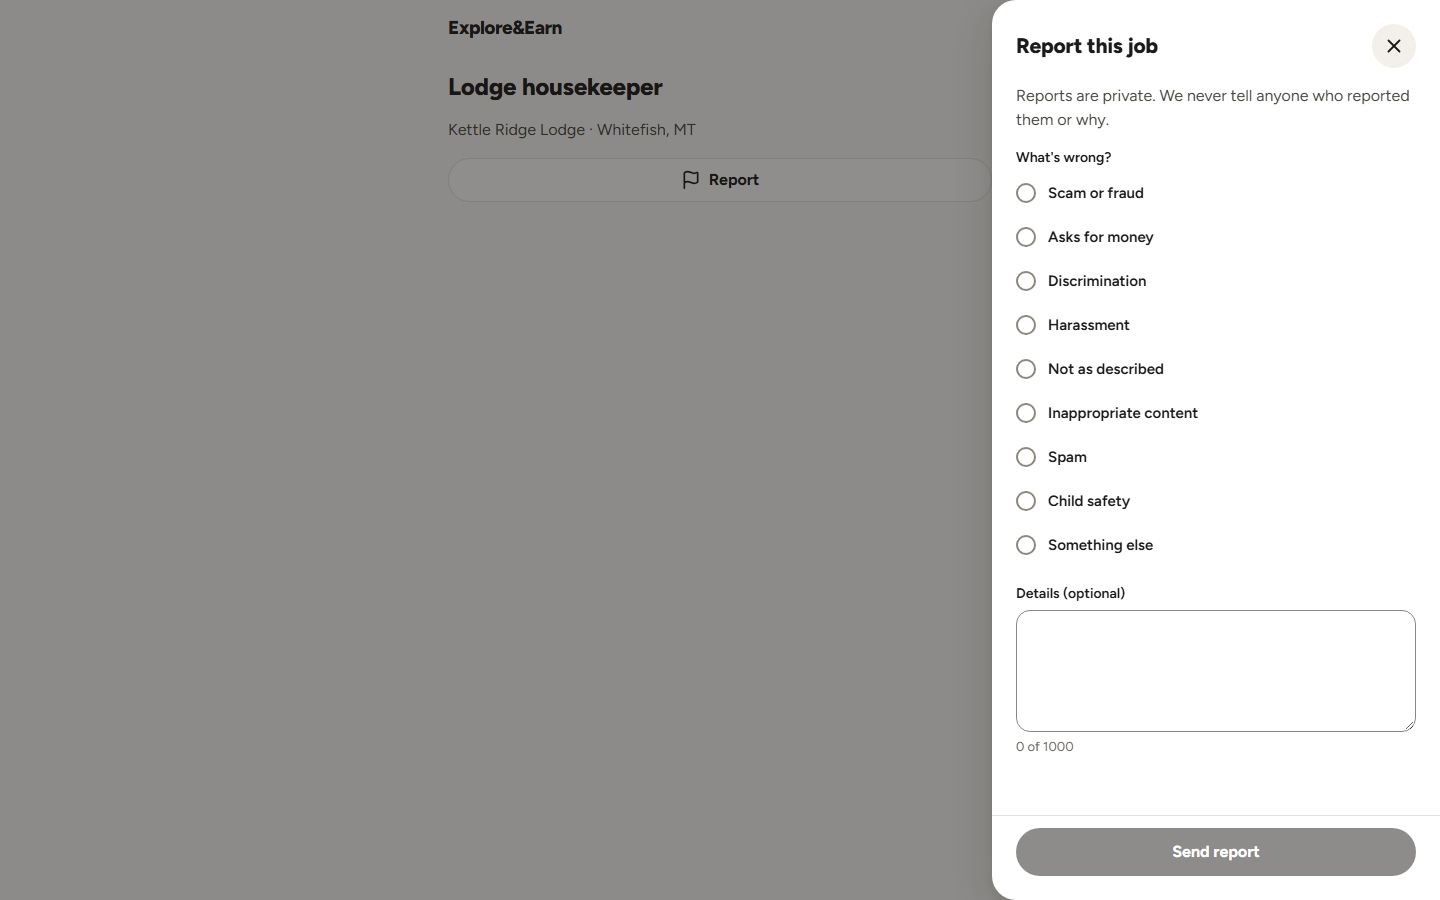 Explore&Earn
Lodge housekeeper
Kettle Ridge Lodge · Whitefish, MT
Report
Report this job
Reports are private. We never tell anyone who reported
them or why.
What's wrong?
Scam or fraud
Asks for money
Discrimination
Harassment
Not as described
Inappropriate content
Spam
Child safety
Something else
Details (optional)
0 of 1000
Send report